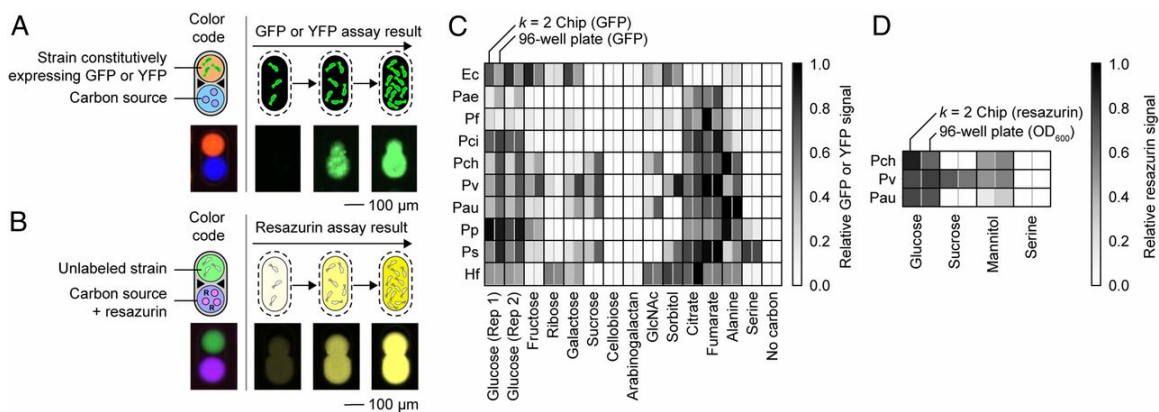 A
Color
code
GFP or YFP assay result
Strain constitutively
expressing GFP or YFP
Carbon source
100 µm
B
Color
code
Resazurin assay result
Unlabeled strain
Carbon source
+ resazurin
R
R
R
100 µm
C
k = 2 Chip (GFP)
96-well plate (GFP)
Ec
Pae
Pf
Pci
Pch
Pv
Pau
Pp
Ps
Hf
Glucose (Rep 1)
Glucose (Rep 2)
Fructose
Ribose
Galactose
Sucrose
Cellobiose
Arabinogalactan
GlcNAc
Sorbitol
Citrate
Fumarate
Alanine
Serine
No carbon
1.0
0.8
0.6
0.4
0.2
0.0
Relative GFP or YFP signal
D
k = 2 Chip (resazurin)
96-well plate (OD600)
Pch
Pv
Pau
Glucose
Sucrose
Mannitol
Serine
1.0
0.8
0.6
0.4
0.2
0.0
Relative resazurin signal